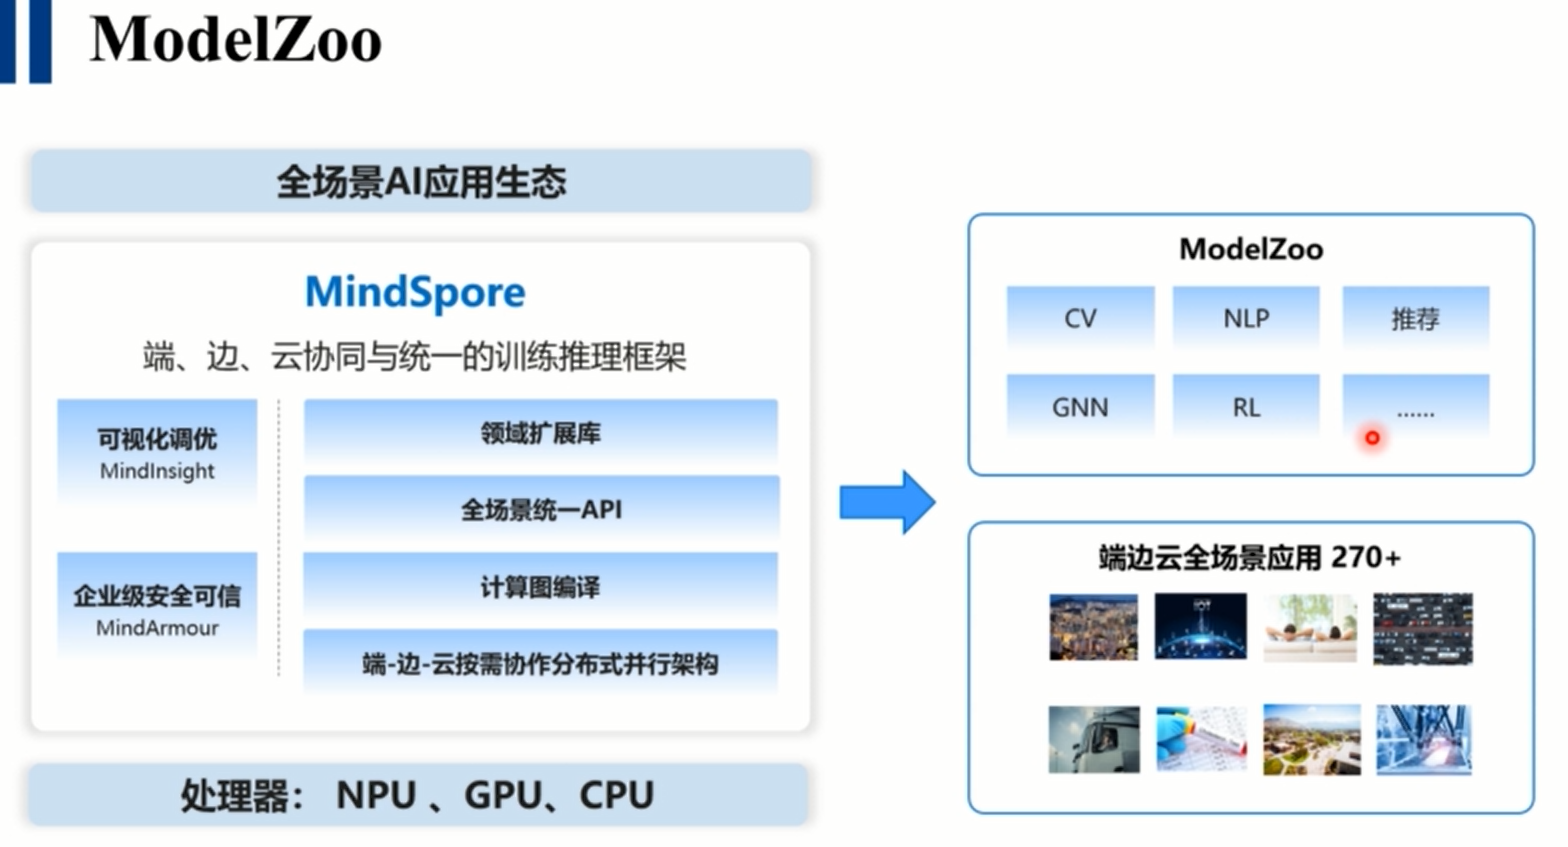 ModelZoo
全场景AI应用生态
MindSpore
端、边、云协同与统一的训练推理框架
可视化调优
MindInsight
企业级安全可信
MindArmour
领域扩展库
全场景统一API
计算图编译
端-边-云按需协作分布式并行架构
处理器： NPU 、GPU、CPU
ModelZoo
CV
NLP
推荐
GNN
RL
......
端边云全场景应用 270+
IOT